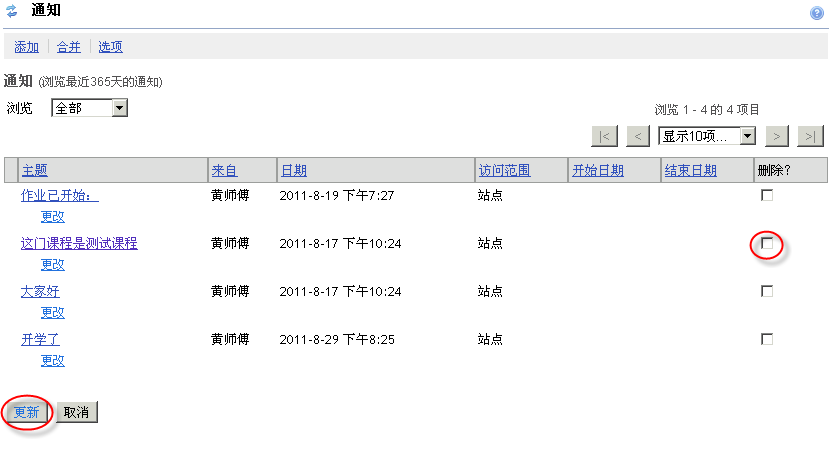 通知
?
添加 合并 选项
通知 (浏览最近365天的通知)
浏览 全部
浏览 1 - 4 的 4 项目
|< < 显示10项... > >|
主题 来自 日期 访问范围 开始日期 结束日期 删除?
作业已开始： 黄师傅 2011-8-19 下午7:27 站点
更改
这门课程是测试课程 黄师傅 2011-8-17 下午10:24 站点
更改
大家好 黄师傅 2011-8-17 下午10:24 站点
更改
开学了 黄师傅 2011-8-29 下午8:25 站点
更改
更新 取消